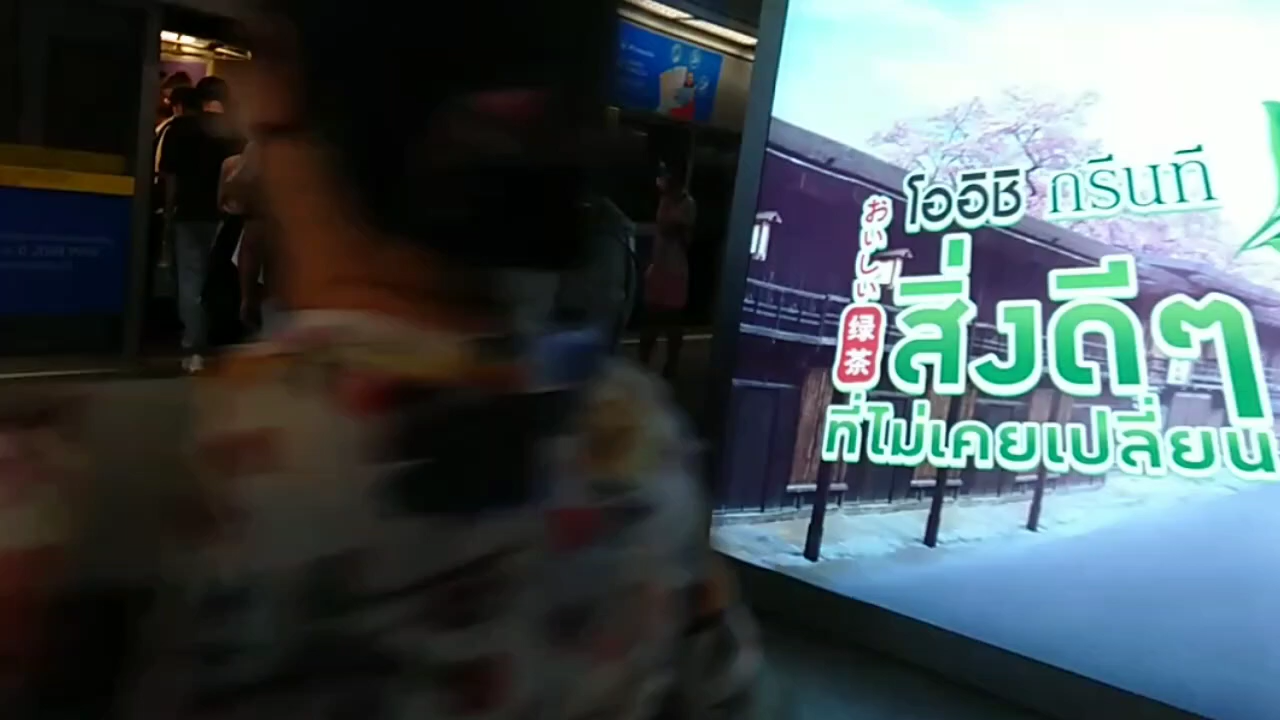 โออิชิ กรีนที
おいしい
绿茶
สิ่งดีๆ
ที่ไม่เคยเปลี่ยน